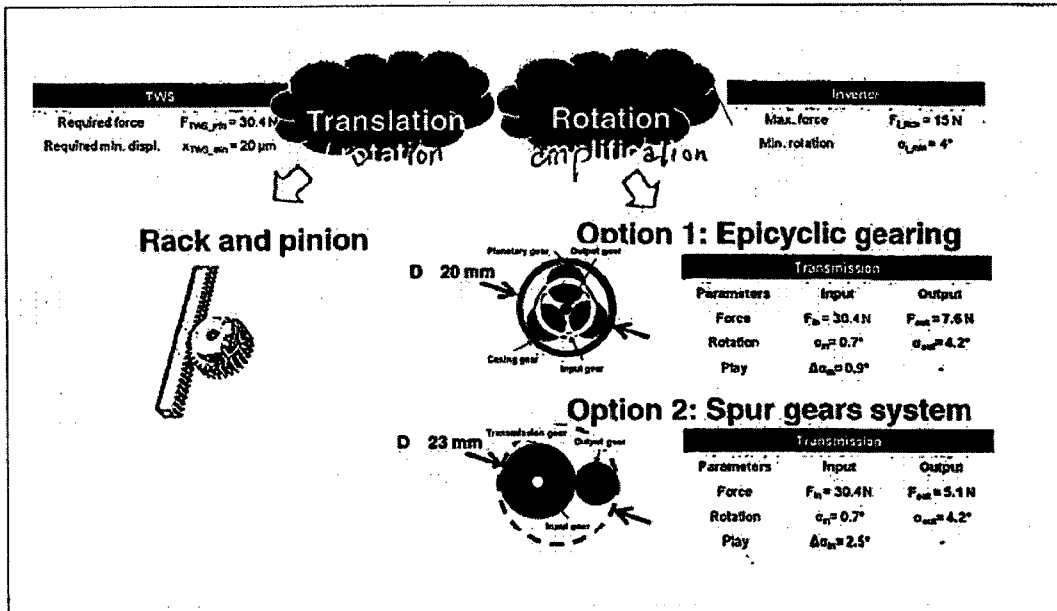 TWS
Required force F_TWS_min = 30.4 N
Required min. displ. x_TWS_min = 20 µm
Translation
rotation
Rotation
amplification
Inverter
Max. force F_I_max = 15 N
Min. rotation α_I_min = 4°
Rack and pinion
Option 1: Epicyclic gearing
Planetary gear Output gear
D 20 mm
Casing gear Input gear
Transmission
Parameters Input Output
Force F_in = 30.4 N F_out = 7.6 N
Rotation α_in = 0.7° α_out = 4.2°
Play Δα_in = 0.9° -
Option 2: Spur gears system
Transmission gear Output gear
D 23 mm
Input gear
Transmission
Parameters Input Output
Force F_in = 30.4 N F_out = 5.1 N
Rotation α_in = 0.7° α_out = 4.2°
Play Δα_in = 2.5° -